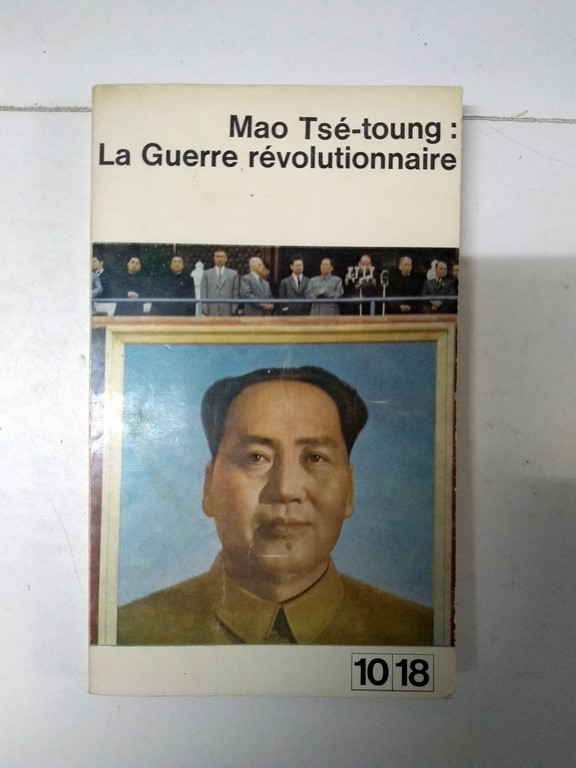 Mao Tsé-toung :
La Guerre révolutionnaire
10 18